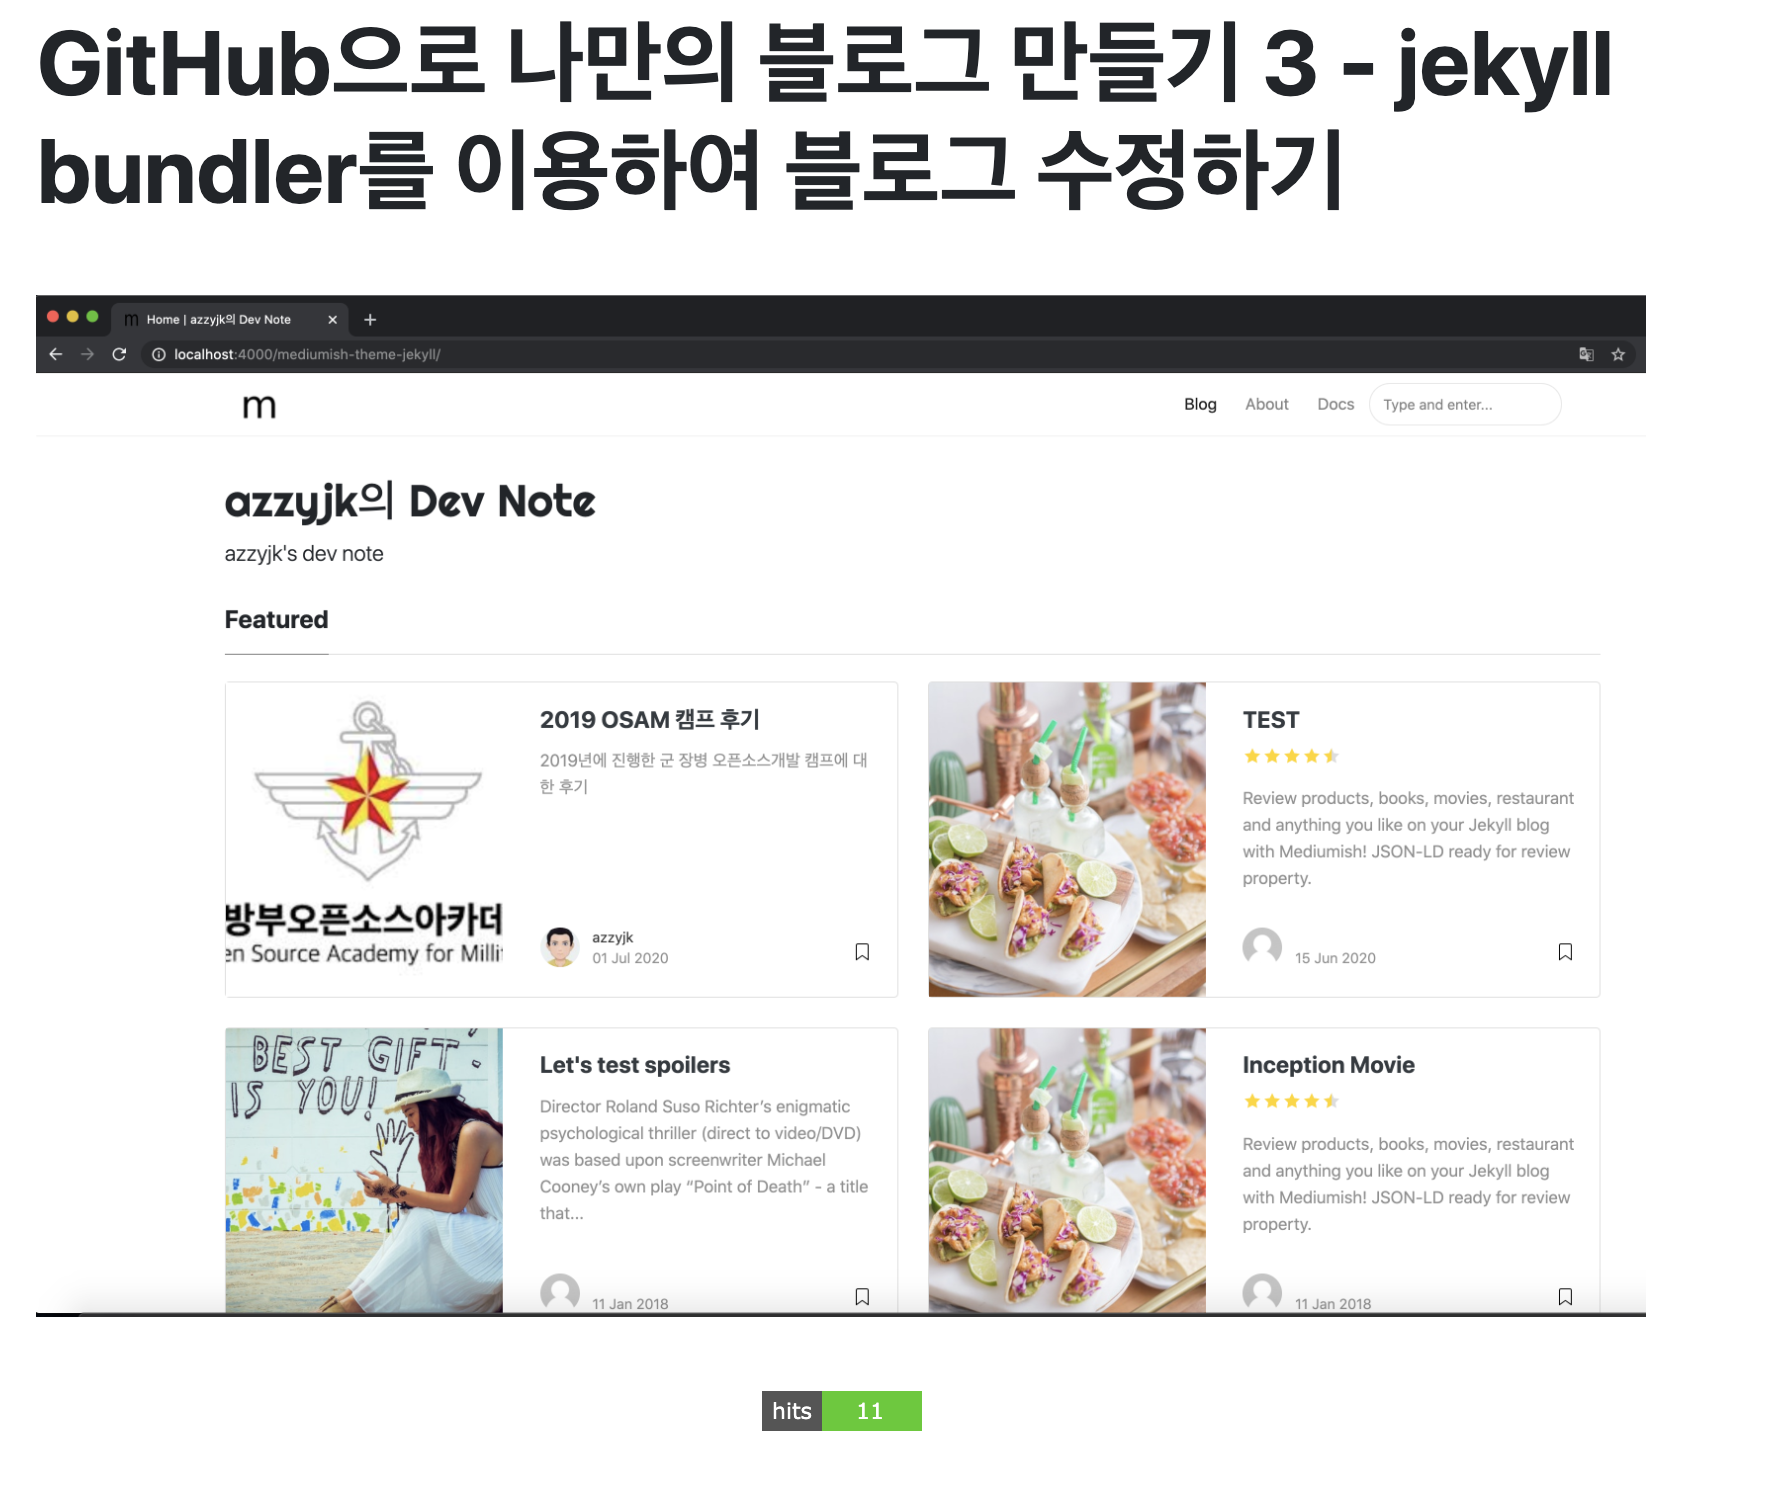 GitHub으로 나만의 블로그 만들기 3 - jekyll
bundler를 이용하여 블로그 수정하기
m Home | azzyjk의 Dev Note
localhost:4000/mediumish-theme-jekyll/
m
Blog About Docs Type and enter...
azzyjk의 Dev Note
azzyjk's dev note
Featured
2019 OSAM 캠프 후기
2019년에 진행한 군 장병 오픈소스개발 캠프에 대
한 후기
방부오픈소스아카데
en Source Academy for Milli
azzyjk
01 Jul 2020
TEST
Review products, books, movies, restaurant
and anything you like on your Jekyll blog
with Mediumish! JSON-LD ready for review
property.
15 Jun 2020
BEST GIFT
IS YOU!
Let's test spoilers
Director Roland Suso Richter’s enigmatic
psychological thriller (direct to video/DVD)
was based upon screenwriter Michael
Cooney’s own play “Point of Death” - a title
that...
11 Jan 2018
Inception Movie
Review products, books, movies, restaurant
and anything you like on your Jekyll blog
with Mediumish! JSON-LD ready for review
property.
11 Jan 2018
hits 11